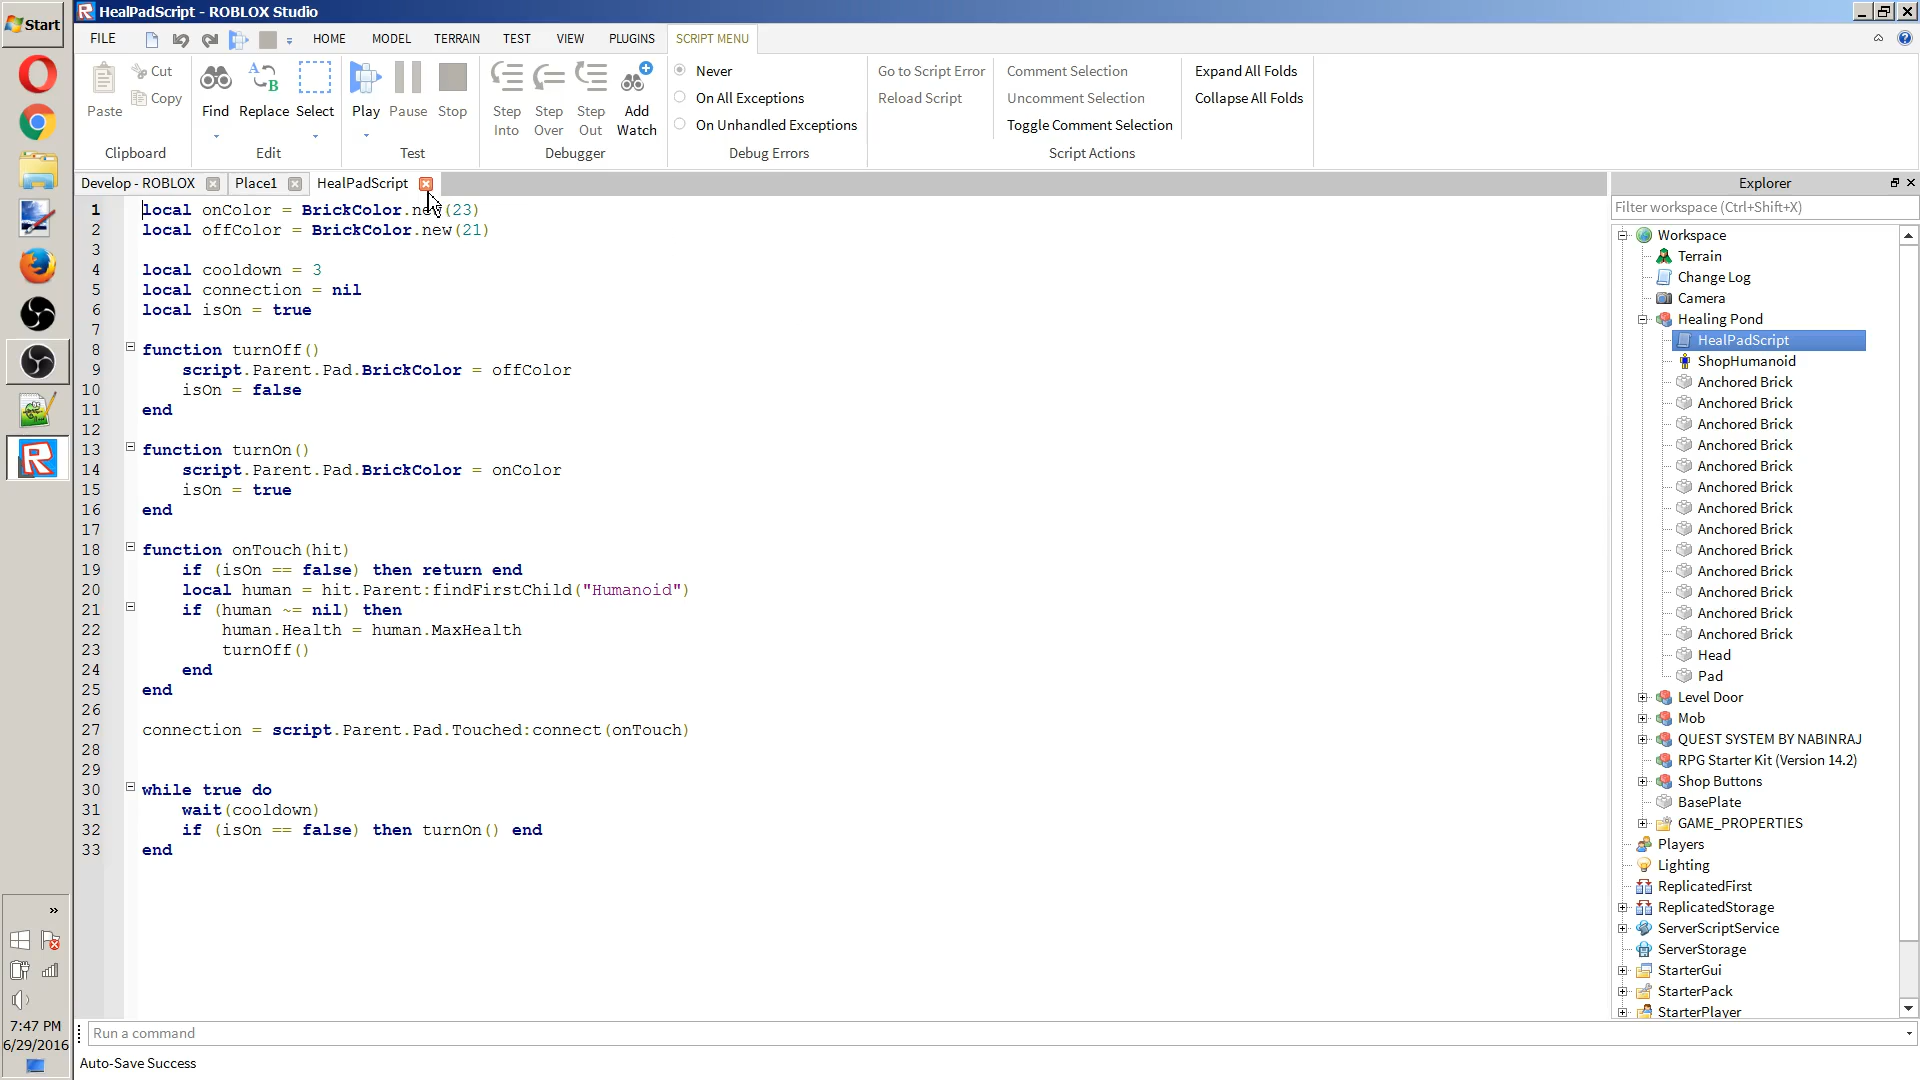 Start
HealPadScript - ROBLOX Studio
FILE
HOME
MODEL
TERRAIN
TEST
VIEW
PLUGINS
SCRIPT MENU
Paste
Cut
Copy
Clipboard
Find
Replace
Select
Edit
Play
Pause
Stop
Test
Step Into
Step Over
Step Out
Add Watch
Debugger
Never
On All Exceptions
On Unhandled Exceptions
Debug Errors
Go to Script Error
Reload Script
Comment Selection
Uncomment Selection
Toggle Comment Selection
Script Actions
Expand All Folds
Collapse All Folds
Develop - ROBLOX
Place1
HealPadScript
1 local onColor = BrickColor.new(23)
2 local offColor = BrickColor.new(21)
3
4 local cooldown = 3
5 local connection = nil
6 local isOn = true
7
8 function turnOff()
9 script.Parent.Pad.BrickColor = offColor
10 isOn = false
11 end
12
13 function turnOn()
14 script.Parent.Pad.BrickColor = onColor
15 isOn = true
16 end
17
18 function onTouch(hit)
19 if (isOn == false) then return end
20 local human = hit.Parent:findFirstChild("Humanoid")
21 if (human ~= nil) then
22 human.Health = human.MaxHealth
23 turnOff()
24 end
25 end
26
27 connection = script.Parent.Pad.Touched:connect(onTouch)
28
29
30 while true do
31 wait(cooldown)
32 if (isOn == false) then turnOn() end
33 end
Explorer
Filter workspace (Ctrl+Shift+X)
Workspace
Terrain
Change Log
Camera
Healing Pond
HealPadScript
ShopHumanoid
Anchored Brick
Anchored Brick
Anchored Brick
Anchored Brick
Anchored Brick
Anchored Brick
Anchored Brick
Anchored Brick
Anchored Brick
Anchored Brick
Anchored Brick
Anchored Brick
Anchored Brick
Head
Pad
Level Door
Mob
QUEST SYSTEM BY NABINRAJ
RPG Starter Kit (Version 14.2)
Shop Buttons
BasePlate
GAME_PROPERTIES
Players
Lighting
ReplicatedFirst
ReplicatedStorage
ServerScriptService
ServerStorage
StarterGui
StarterPack
StarterPlayer
Run a command
Auto-Save Success
7:47 PM
6/29/2016